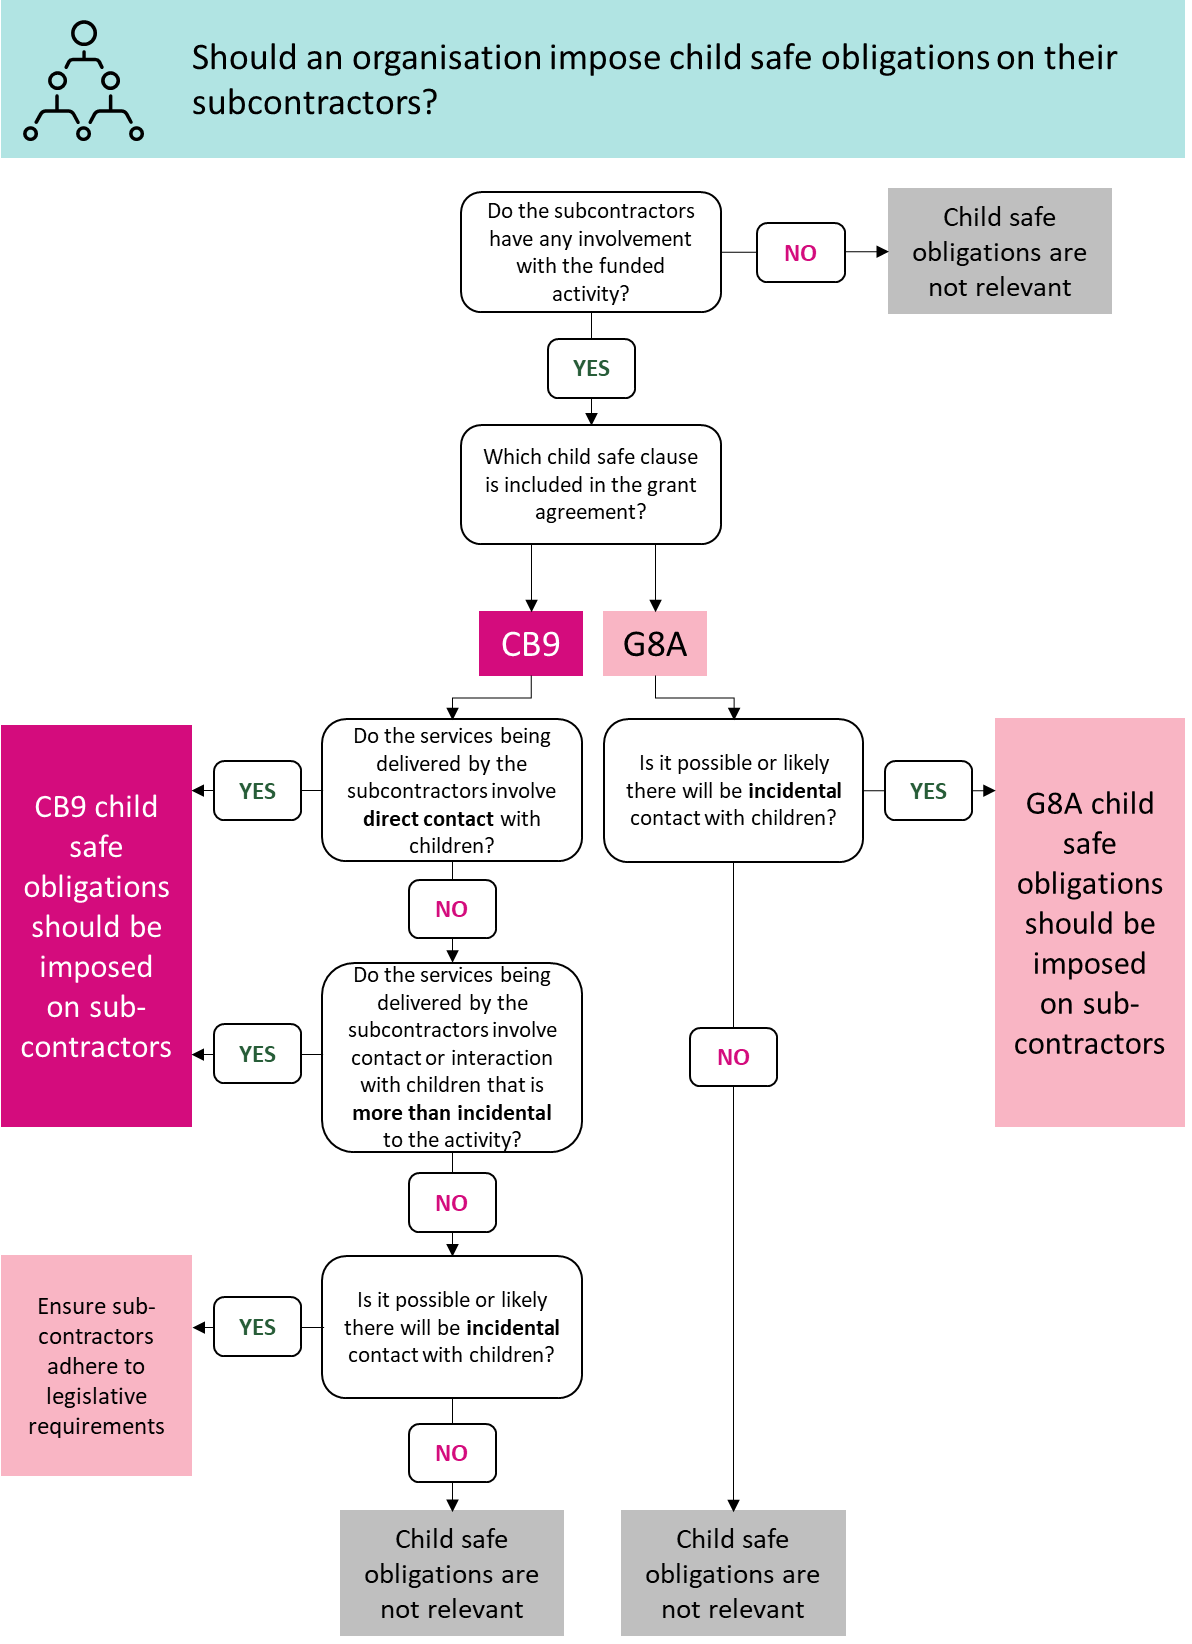 Should an organisation impose child safe obligations on their
subcontractors?
Do the subcontractors
have any involvement
with the funded
activity?
NO
Child safe
obligations are
not relevant
YES
Which child safe clause
is included in the grant
agreement?
CB9
G8A
Do the services being
delivered by the
subcontractors involve
direct contact with
children?
YES
CB9 child
safe
obligations
should be
imposed
on sub-
contractors
Is it possible or likely
there will be incidental
contact with children?
YES
G8A child
safe
obligations
should be
imposed
on sub-
contractors
NO
Do the services being
delivered by the
subcontractors involve
contact or interaction
with children that is
more than incidental
to the activity?
YES
NO
NO
Is it possible or likely
there will be incidental
contact with children?
YES
Ensure sub-
contractors
adhere to
legislative
requirements
NO
Child safe
obligations are
not relevant
Child safe
obligations are
not relevant